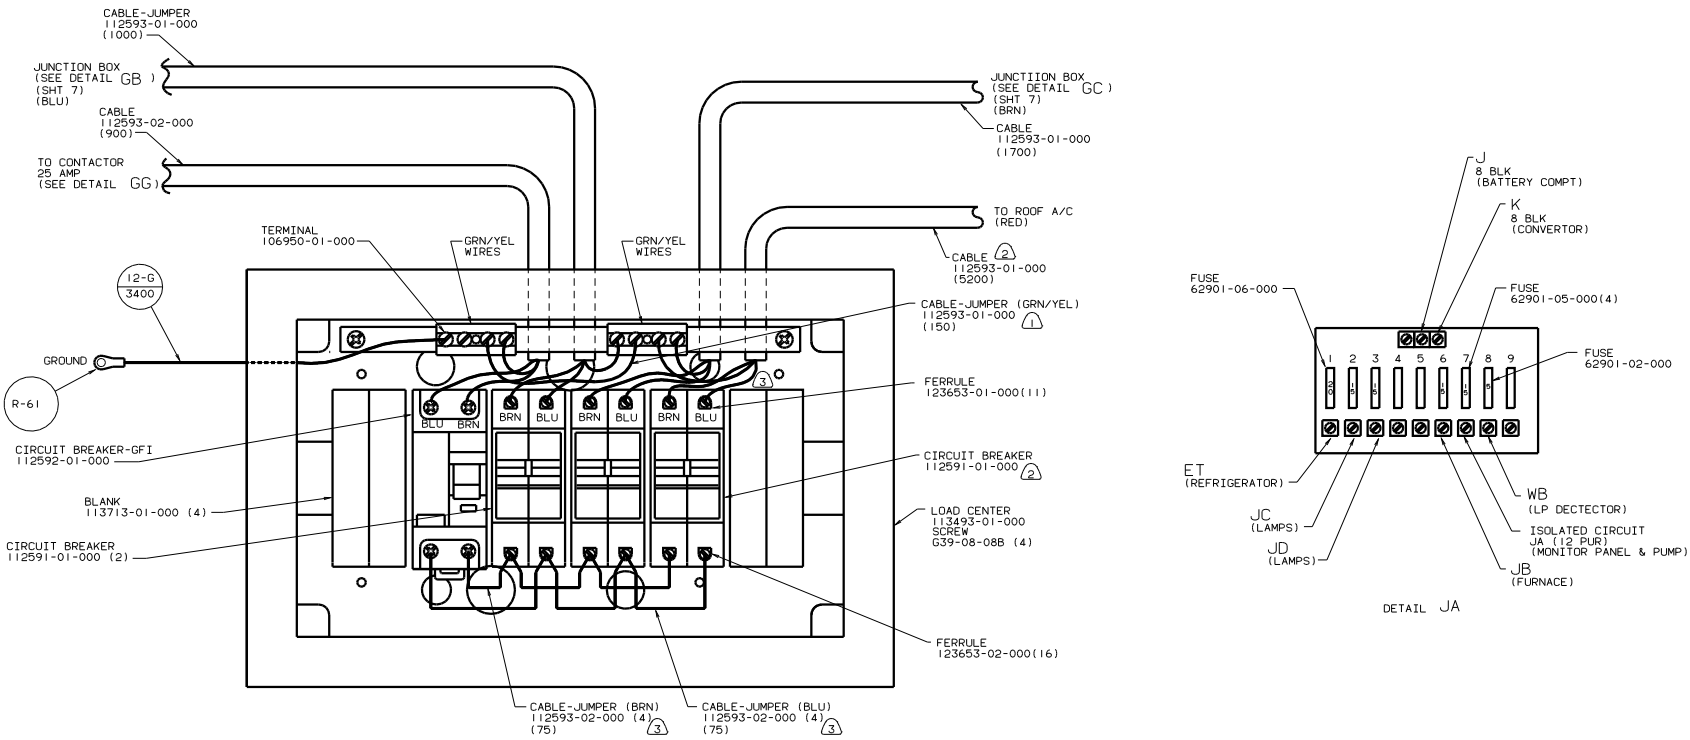 CABLE-JUMPER
112593-01-000
(1000)
JUNCTION BOX
(SEE DETAIL GB )
(SHT 7)
(BLU)
CABLE
112593-02-000
(900)
TO CONTACTOR
25 AMP
(SEE DETAIL GG)
TERMINAL
106950-01-000
GRN/YEL
WIRES
GRN/YEL
WIRES
JUNCTIION BOX
(SEE DETAIL GC )
(SHT 7)
(BRN)
CABLE
112593-01-000
(1700)
TO ROOF A/C
(RED)
CABLE 2
112593-01-000
(5200)
CABLE-JUMPER (GRN/YEL)
112593-01-000
(150) 1
12-G
3400
GROUND
R-61
3
FERRULE
123653-01-000(11)
BLU BRN
BRN BLU BRN BLU BRN BLU
CIRCUIT BREAKER-GFI
112592-01-000
CIRCUIT BREAKER
112591-01-000 2
BLANK
113713-01-000 (4)
LOAD CENTER
113493-01-000
SCREW
G39-08-08B (4)
CIRCUIT BREAKER
112591-01-000 (2)
FERRULE
123653-02-000(16)
CABLE-JUMPER (BRN)
112593-02-000 (4)
(75) 3
CABLE-JUMPER (BLU)
112593-02-000 (4)
(75) 3
J
8 BLK
(BATTERY COMPT)
K
8 BLK
(CONVERTOR)
FUSE
62901-06-000
FUSE
62901-05-000(4)
FUSE
62901-02-000
1 2 3 4 5 6 7 8 9
20 15 15 15 15 5
ET
(REFRIGERATOR)
JC
(LAMPS)
JD
(LAMPS)
WB
(LP DECTECTOR)
ISOLATED CIRCUIT
JA (12 PUR)
(MONITOR PANEL & PUMP)
JB
(FURNACE)
DETAIL JA